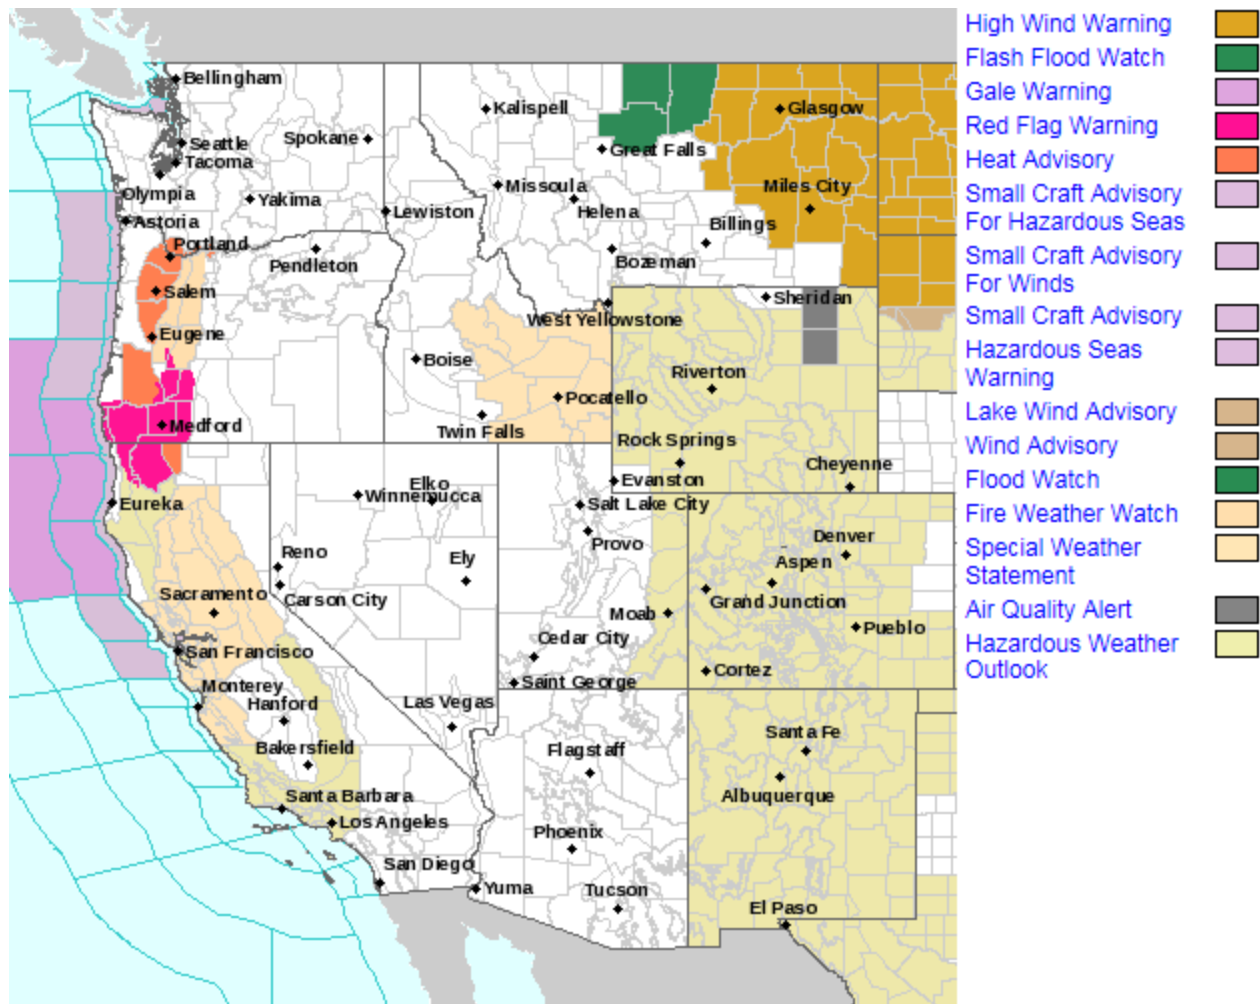 Bellingham
Kalispell
Glasgow
Spokane
Seattle
Great Falls
Tacoma
Missoula
Miles City
Olympia
Yakima
Helena
Lewiston
Astoria
Billings
Portland
Pendleton
Bozeman
Salem
Sheridan
West Yellowstone
Eugene
Boise
Riverton
Pocatello
Medford
Twin Falls
Rock Springs
Cheyenne
Evanston
Elko
Winnemucca
Eureka
Salt Lake City
Denver
Provo
Reno
Ely
Aspen
Sacramento
Carson City
Grand Junction
Moab
Pueblo
Cedar City
San Francisco
Cortez
Saint George
Monterey
Hanford
Las Vegas
Santa Fe
Bakersfield
Flagstaff
Santa Barbara
Albuquerque
Los Angeles
Phoenix
San Diego
Yuma
Tucson
El Paso
High Wind Warning
Flash Flood Watch
Gale Warning
Red Flag Warning
Heat Advisory
Small Craft Advisory
For Hazardous Seas
Small Craft Advisory
For Winds
Small Craft Advisory
Hazardous Seas
Warning
Lake Wind Advisory
Wind Advisory
Flood Watch
Fire Weather Watch
Special Weather
Statement
Air Quality Alert
Hazardous Weather
Outlook